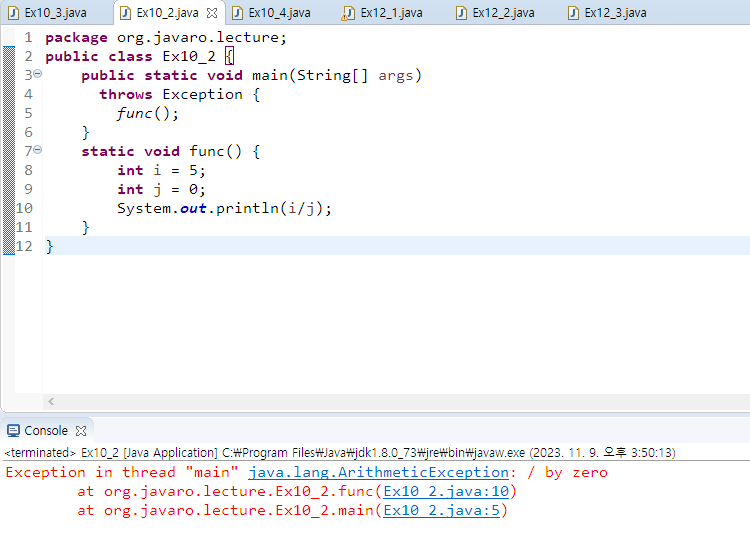 Ex10_3.java Ex10_2.java Ex10_4.java Ex12_1.java Ex12_2.java Ex12_3.java
1 package org.javaro.lecture;
2 public class Ex10_2 {
3 public static void main(String[] args)
4 throws Exception {
5 func();
6 }
7 static void func() {
8 int i = 5;
9 int j = 0;
10 System.out.println(i/j);
11 }
12 }
Console
<terminated> Ex10_2 [Java Application] C:₩Program Files₩Java₩jdk1.8.0_73₩jre₩bin₩javaw.exe (2023. 11. 9. 오후 3:50:13)
Exception in thread "main" java.lang.ArithmeticException: / by zero
at org.javaro.lecture.Ex10_2.func(Ex10_2.java:10)
at org.javaro.lecture.Ex10_2.main(Ex10_2.java:5)